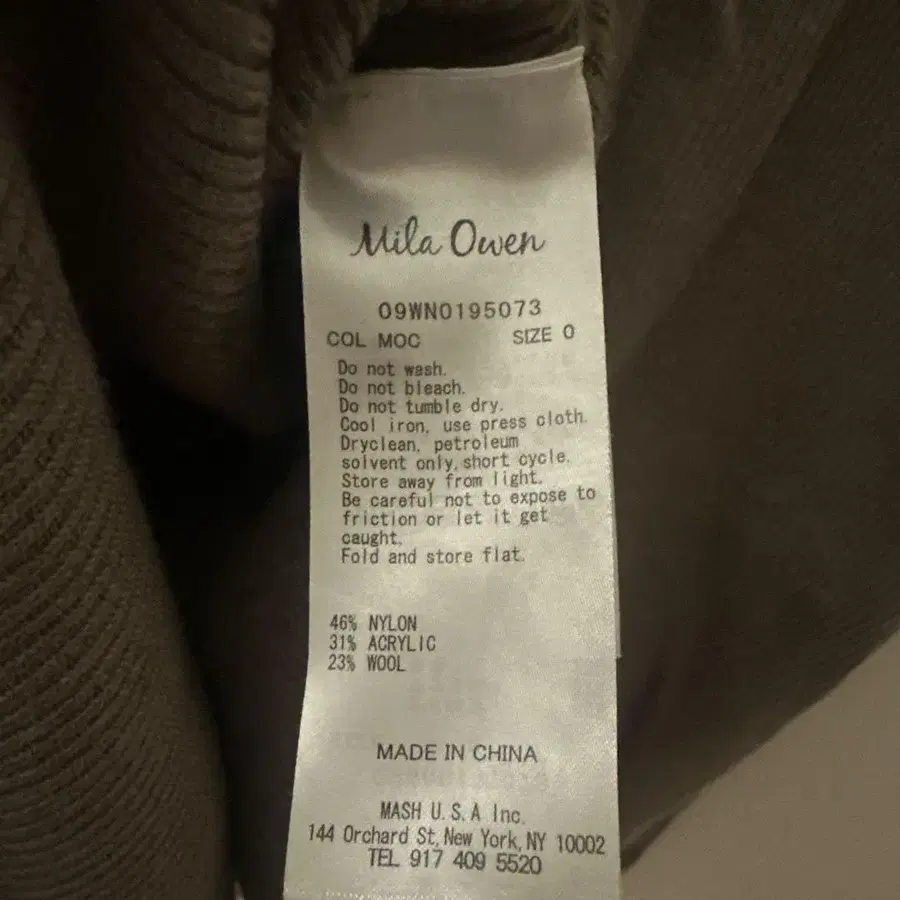 Mila Owen
09WN0195073
COL MOC SIZE 0
Do not wash.
Do not bleach.
Do not tumble dry.
Cool iron, use press cloth.
Dryclean, petroleum
solvent only, short cycle.
Store away from light.
Be careful not to expose to
friction or let it get
caught.
Fold and store flat.
46% NYLON
31% ACRYLIC
23% WOOL
MADE IN CHINA
MASH U.S.A Inc.
144 Orchard St, New York, NY 10002
TEL 917 409 5520